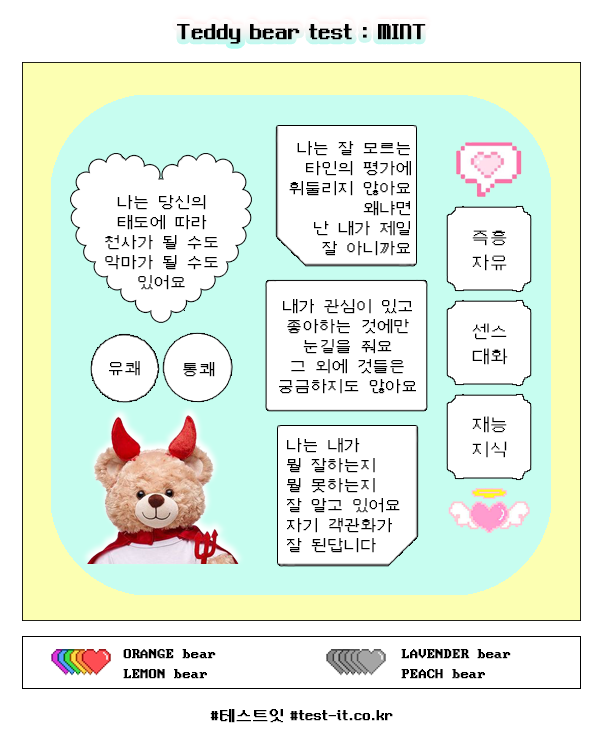 Teddy bear test : MINT
나는 당신의
태도에 따라
천사가 될 수도
악마가 될 수도
있어요
유쾌
통쾌
나는 잘 모르는
타인의 평가에
휘둘리지 않아요
왜냐면
난 내가 제일
잘 아니까요
내가 관심이 있고
좋아하는 것에만
눈길을 줘요
그 외에 것들은
궁금하지도 않아요
나는 내가
뭘 잘하는지
뭘 못하는지
잘 알고 있어요
자기 객관화가
잘 된답니다
즉흥
자유
센스
대화
재능
지식
ORANGE bear
LEMON bear
LAVENDER bear
PEACH bear
#테스트잇 #test-it.co.kr